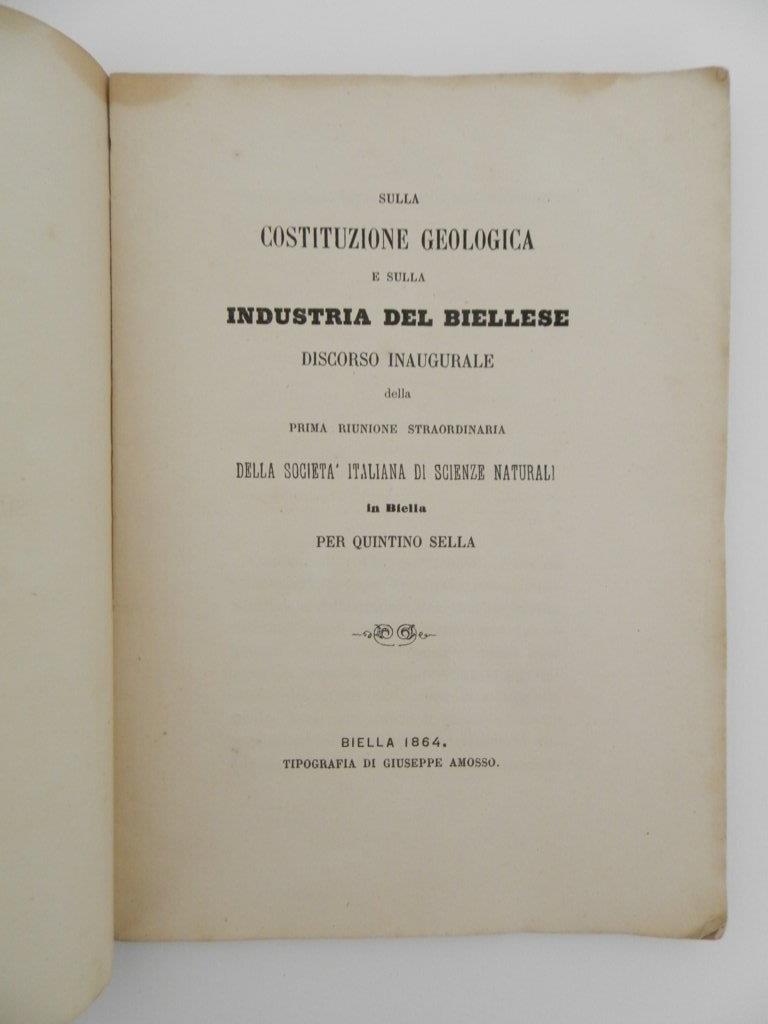 SULLA
COSTITUZIONE GEOLOGICA
E SULLA
INDUSTRIA DEL BIELLESE
DISCORSO INAUGURALE
della
PRIMA RIUNIONE STRAORDINARIA
DELLA SOCIETA' ITALIANA DI SCIENZE NATURALI
in Biella
PER QUINTINO SELLA
BIELLA 1864.
TIPOGRAFIA DI GIUSEPPE AMOSSO.